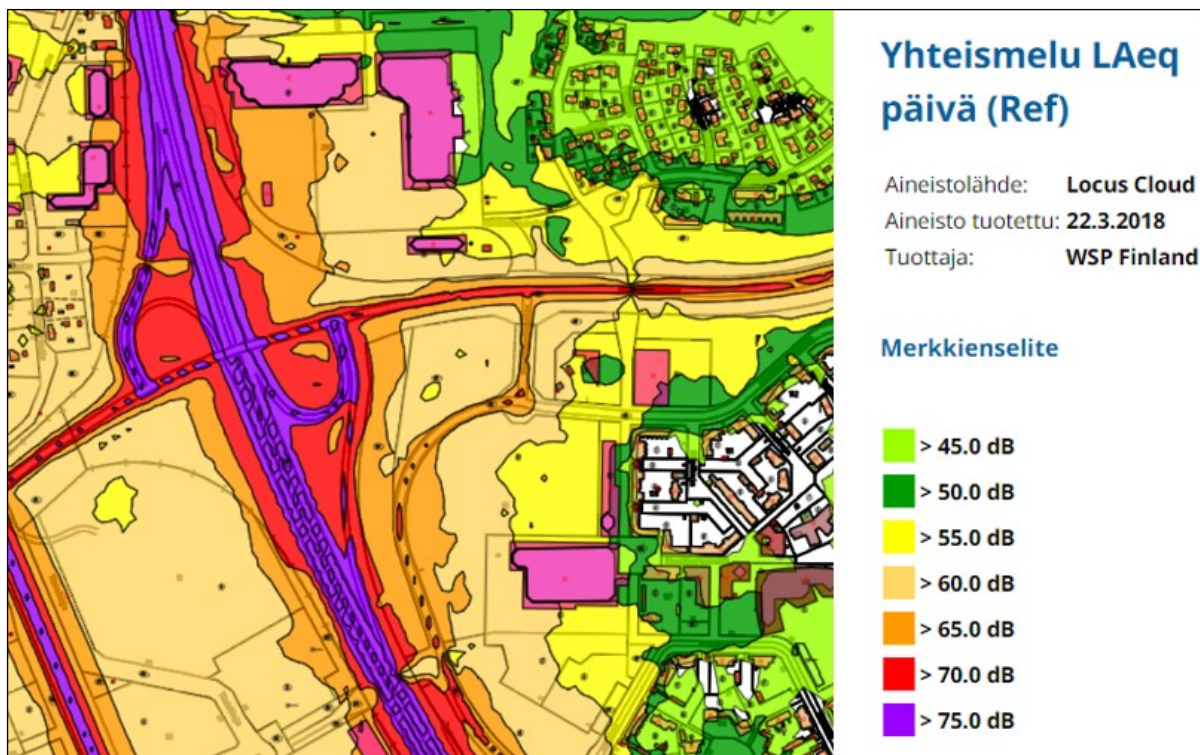 Yhteismelu LAeq
päivä (Ref)
Aineistolähde: Locus Cloud
Aineisto tuotettu: 22.3.2018
Tuottaja: WSP Finland
Merkkienselite
> 45.0 dB
> 50.0 dB
> 55.0 dB
> 60.0 dB
> 65.0 dB
> 70.0 dB
> 75.0 dB